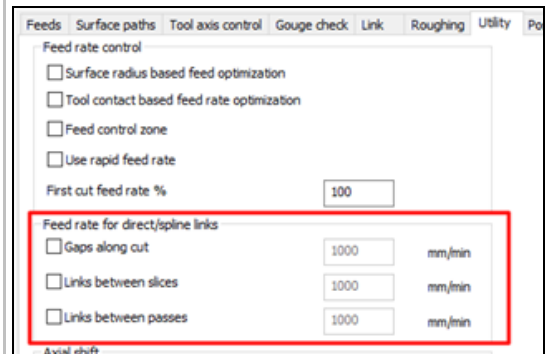 Feeds Surface paths Tool axis control Gouge check Link Roughing Utility Po
Feed rate control
Surface radius based feed optimization
Tool contact based feed rate optimization
Feed control zone
Use rapid feed rate
First cut feed rate % 100
Feed rate for direct/spline links
Gaps along cut 1000 mm/min
Links between slices 1000 mm/min
Links between passes 1000 mm/min
Axial shift